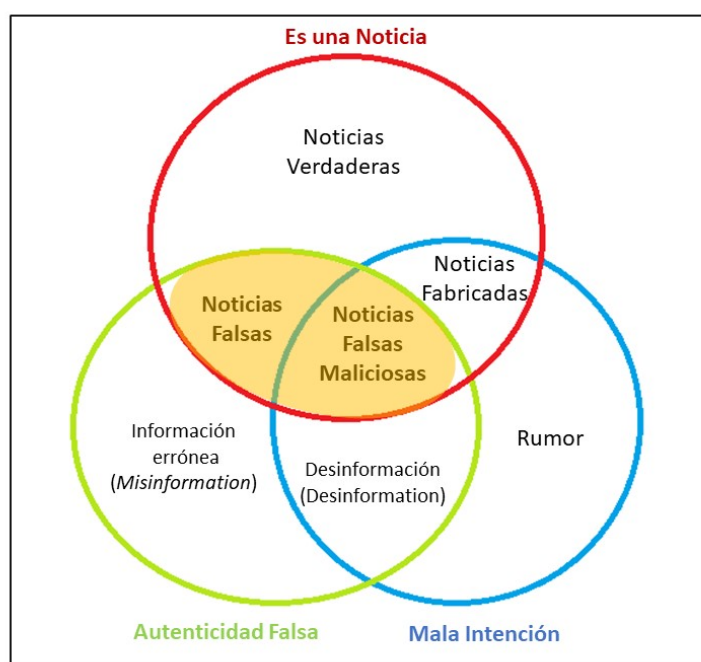 Es una Noticia
Noticias
Verdaderas
Noticias
Fabricadas
Noticias
Falsas
Noticias
Falsas
Maliciosas
Información
errónea
(Misinformation)
Desinformación
(Desinformation)
Rumor
Autenticidad Falsa
Mala Intención